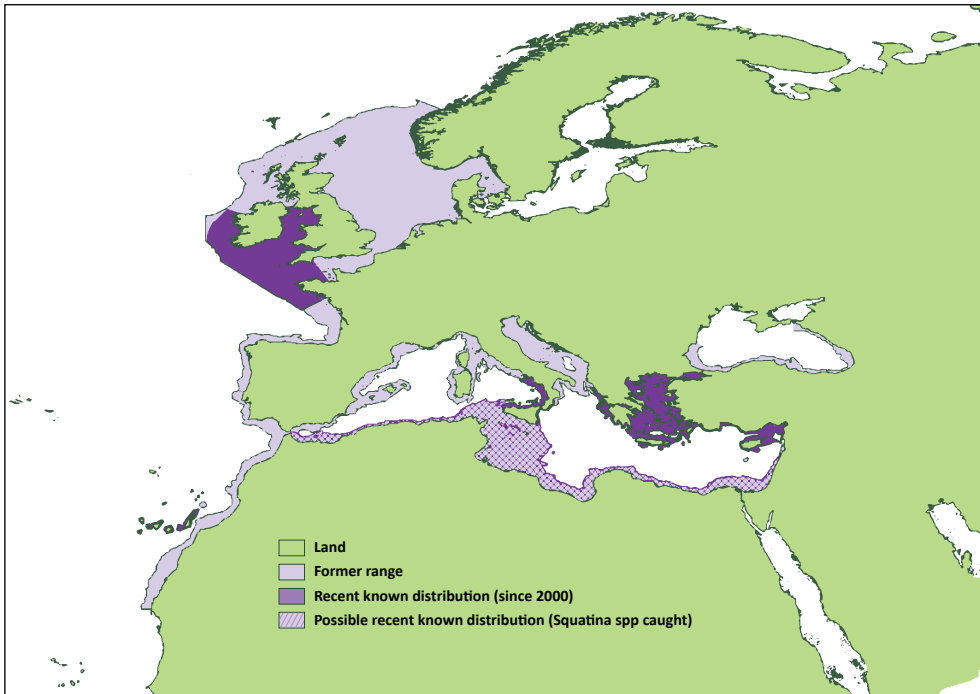 Land
Former range
Recent known distribution (since 2000)
Possible recent known distribution (Squatina spp caught)